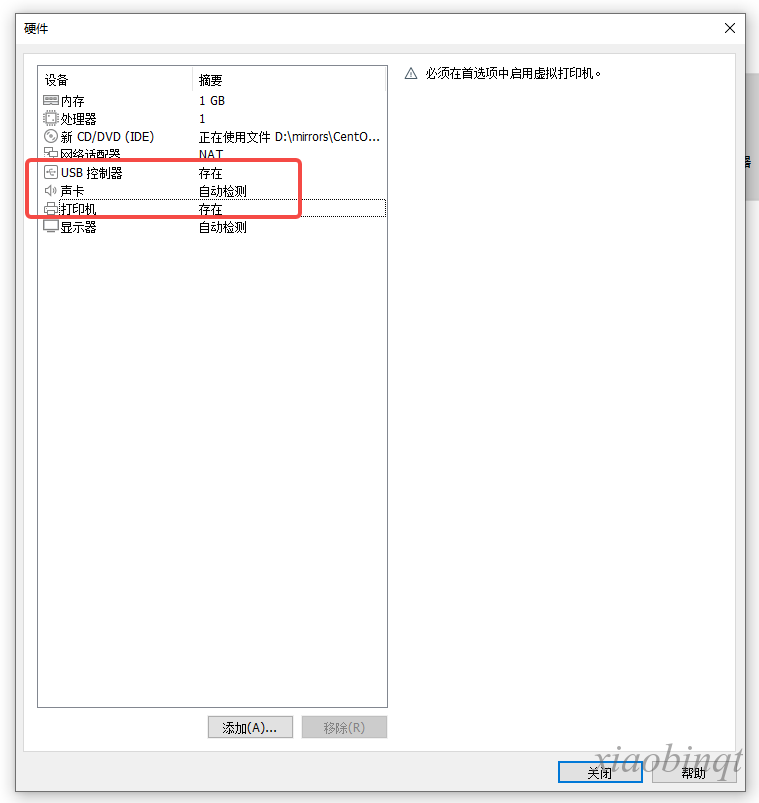 硬件
设备 摘要
内存 1 GB
处理器 1
新 CD/DVD (IDE) 正在使用文件 D:\mirrors\CentO...
网络适配器 NAT
USB 控制器 存在
声卡 自动检测
打印机 存在
显示器 自动检测
必须在首选项中启用虚拟打印机。
器
添加(A)... 移除(R)
关闭 帮助
xiaobinqt